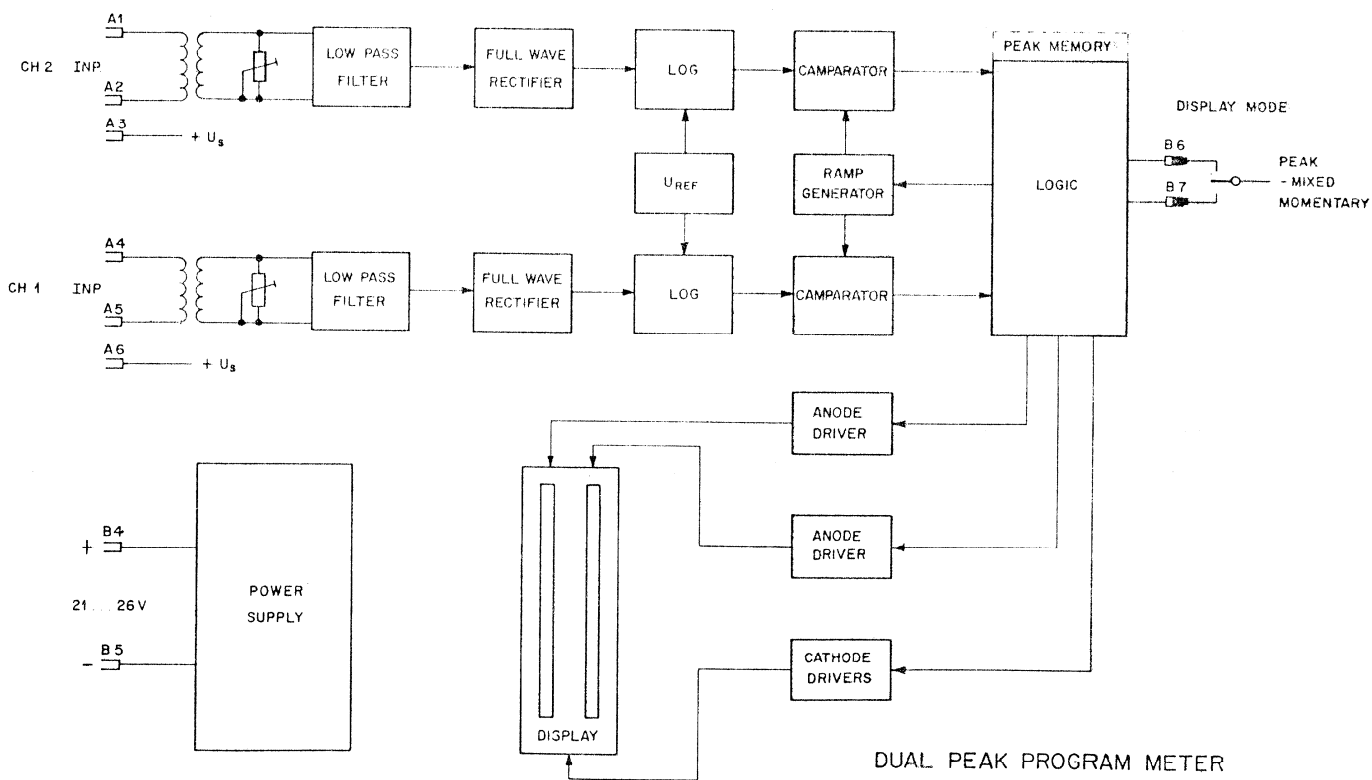 A1
CH 2 INP.
A2
A3
+ Us
LOW PASS
FILTER
FULL WAVE
RECTIFIER
LOG
CAMPARATOR
PEAK MEMORY
LOGIC
DISPLAY MODE
B6
B7
PEAK
- MIXED
MOMENTARY
UREF
RAMP
GENERATOR
A4
CH 1 INP
A5
A6
+ Us
LOW PASS
FILTER
FULL WAVE
RECTIFIER
LOG
CAMPARATOR
ANODE
DRIVER
ANODE
DRIVER
CATHODE
DRIVERS
+ B4
21 ... 26V
- B5
POWER
SUPPLY
DISPLAY
DUAL PEAK PROGRAM METER